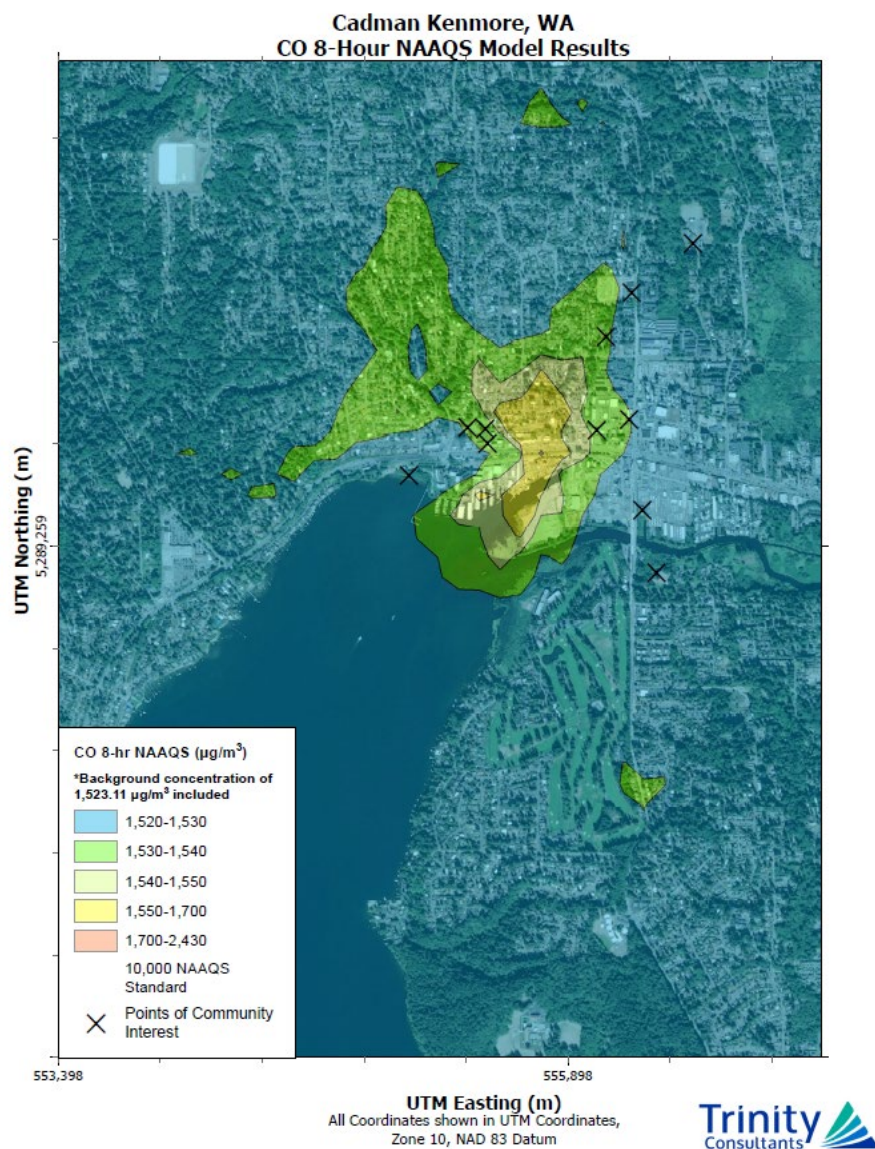 Cadman Kenmore, WA
CO 8-Hour NAAQS Model Results
UTM Northing (m)
5,289,259
CO 8-hr NAAQS (µg/m³)
*Background concentration of
1,523.11 µg/m³ included
1,520-1,530
1,530-1,540
1,540-1,550
1,550-1,700
1,700-2,430
10,000 NAAQS
Standard
Points of Community
Interest
553,398
555,898
UTM Easting (m)
All Coordinates shown in UTM Coordinates,
Zone 10, NAD 83 Datum
Trinity
Consultants